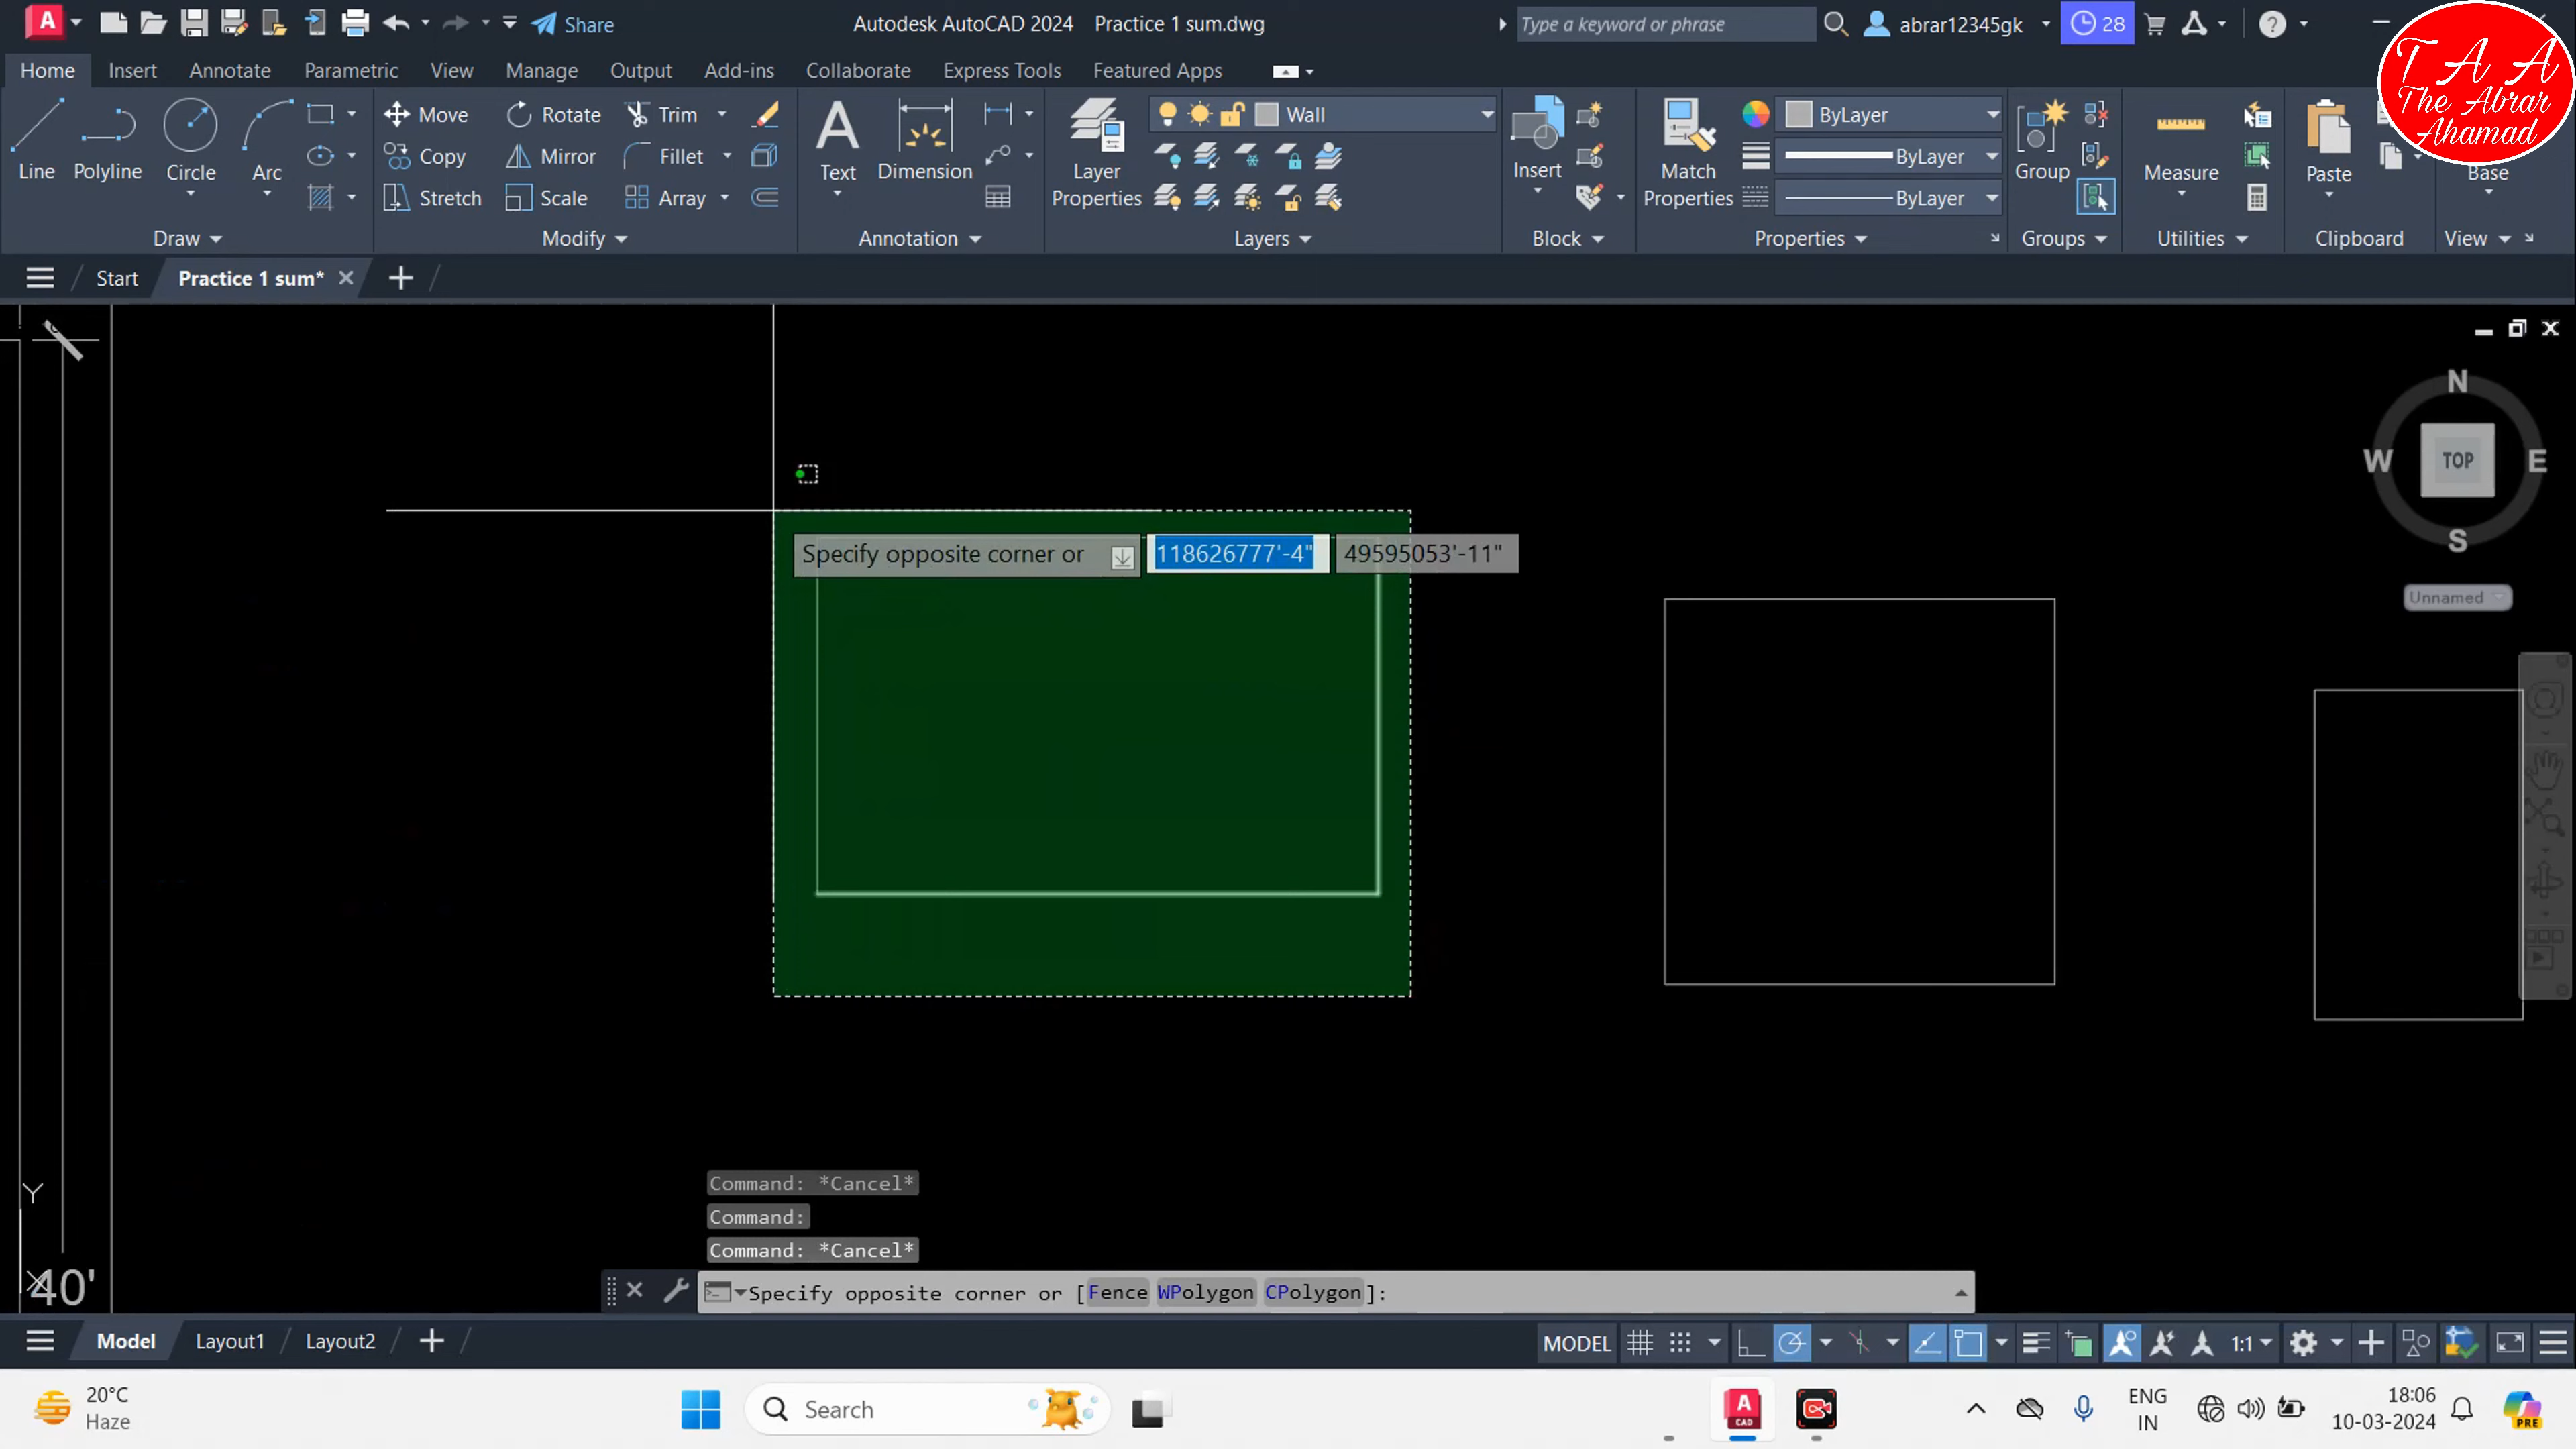 Autodesk AutoCAD 2024 Practice 1 sum.dwg
Share
Type a keyword or phrase
abrar12345gk
28
T A A
The Abrar
Ahamad
Home Insert Annotate Parametric View Manage Output Add-ins Collaborate Express Tools Featured Apps
Line Polyline Circle Arc
Move Rotate Trim
Copy Mirror Fillet
Stretch Scale Array
Text Dimension
Layer
Properties
Wall
Insert
Match
Properties
ByLayer
ByLayer
ByLayer
Group
Measure
Paste
Base
Draw Modify Annotation Layers Block Properties Groups Utilities Clipboard View
Start Practice 1 sum*
N
W TOP E
S
Unnamed
Specify opposite corner or 118626777'-4" 49595053'-11"
Y
X
40'
Command: *Cancel*
Command:
Command: *Cancel*
Specify opposite corner or [Fence WPolygon CPolygon]:
Model Layout1 Layout2
MODEL 1:1
20°C
Haze
Search
A
CAD
ENG
IN
18:06
10-03-2024
PRE